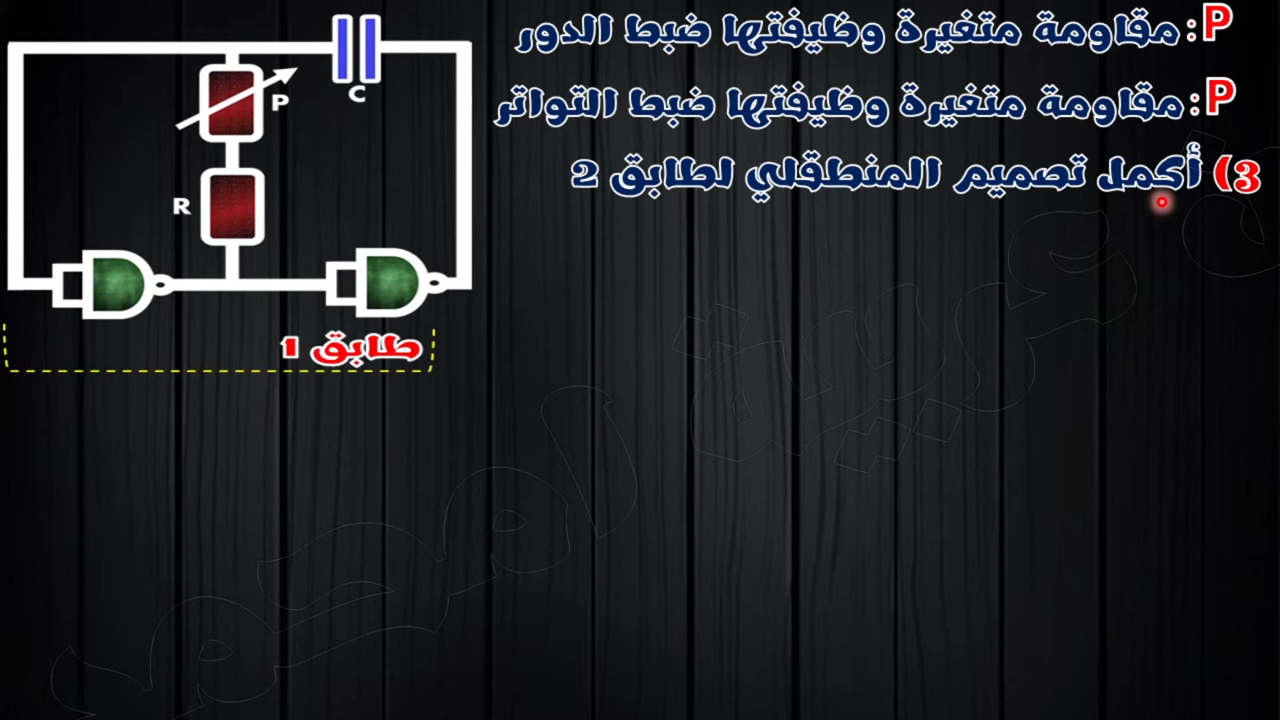 P: مقاومة متغيرة وظيفتها ضبط الدور
P: مقاومة متغيرة وظيفتها ضبط التواتر
3) أكمل تصميم المنطقلي لطابق 2
C
P
R
طابق 1